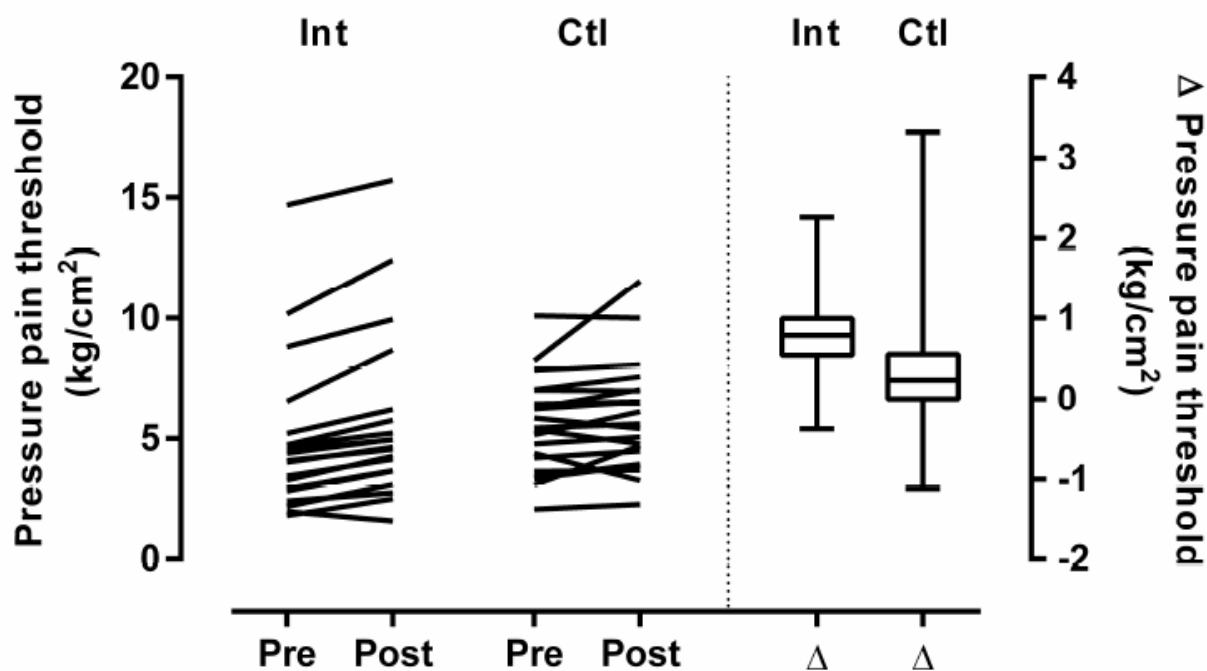 Int Ctl Int Ctl
Pressure pain threshold
(kg/cm²)
20
15
10
5
0
4
3
2
1
0
-1
-2
Δ Pressure pain threshold
(kg/cm²)
Pre Post Pre Post Δ Δ